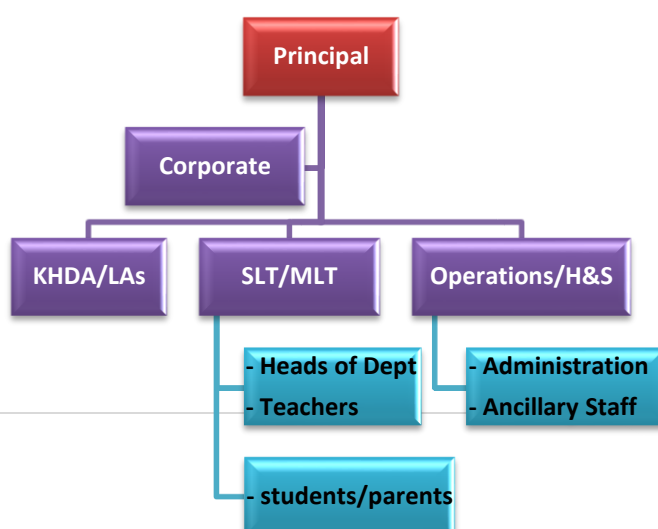 Principal
Corporate
KHDA/LAs
SLT/MLT
Operations/H&S
- Heads of Dept
- Teachers
- Administration
- Ancillary Staff
- students/parents